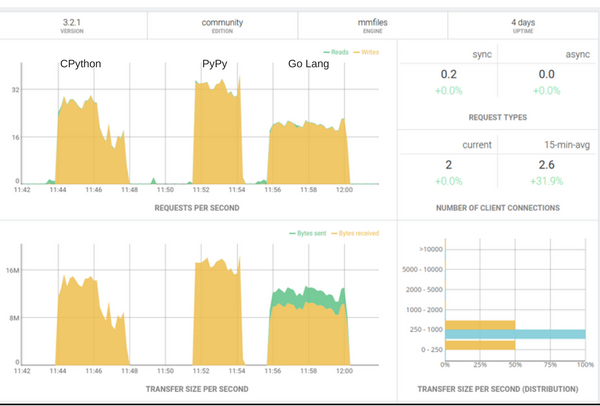 3.2.1 community mmfiles 4 days
VERSION EDITION ENGINE UPTIME
Reads Writes
CPython PyPy Go Lang
32
16
0
11:42 11:44 11:46 11:48 11:50 11:52 11:54 11:56 11:58 12:00
REQUESTS PER SECOND
sync async
0.2 0.0
+0.0% +0.0%
REQUEST TYPES
current 15-min-avg
2 2.6
+0.0% +31.9%
NUMBER OF CLIENT CONNECTIONS
Bytes sent Bytes received
16M
8M
0
11:42 11:44 11:46 11:48 11:50 11:52 11:54 11:56 11:58 12:00
TRANSFER SIZE PER SECOND
>10000
5000 - 10000
2000 - 5000
1000 - 2000
250 - 1000
0 - 250
0% 25% 50% 75% 100%
TRANSFER SIZE PER SECOND (DISTRIBUTION)